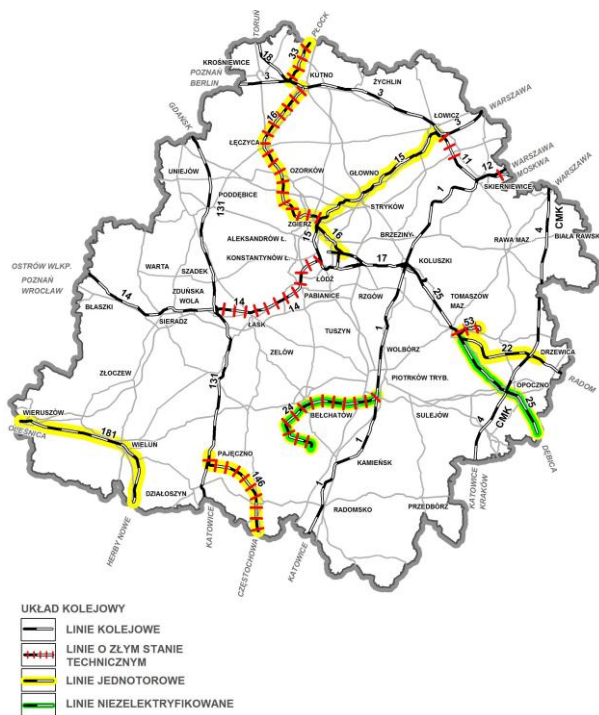 TORUŃ
PŁOCK
18
33
KROŚNIEWICE
KUTNO
POZNAŃ
BERLIN
3
ŻYCHLIN
3
GDAŃSK
16
ŁOWICZ
3
WARSZAWA
ŁĘCZYCA
11
12
WARSZAWA
MOSKWA
UNIEJÓW
OZORKÓW
GŁOWNO
15
SKIERNIEWICE
PODDĘBICE
STRYKÓW
1
WARSZAWA
131
ZGIERZ
CMK
15
16
BRZEZINY
4
BIAŁA RAWSKA
ALEKSANDRÓW Ł.
RAWA MAZ.
OSTRÓW WLKP.
POZNAŃ
WROCŁAW
WARTA
SZADEK
KONSTANTYNÓW Ł.
ŁÓDŹ
17
KOLUSZKI
14
ZDUŃSKA
WOLA
14
14
PABIANICE
RZGÓW
25
BŁASZKI
SIERADZ
ŁASK
TOMASZÓW
MAZ.
1
TUSZYN
53
ZŁOCZEW
ZELÓW
WOLBÓRZ
22
DRZEWICA
131
PIOTRKÓW TRYB.
RADOM
WIERUSZÓW
24
BEŁCHATÓW
SULEJÓW
OPOCZNO
25
OLEŚNICA
181
WIELUŃ
1
4
CMK
DĘBICA
PAJĘCZNO
146
KAMIEŃSK
KATOWICE
KRAKÓW
DZIAŁOSZYN
1
RADOMSKO
PRZEDBÓRZ
HERBY NOWE
KATOWICE
CZĘSTOCHOWA
KATOWICE
UKŁAD KOLEJOWY
LINIE KOLEJOWE
LINIE O ZŁYM STANIE
TECHNICZNYM
LINIE JEDNOTOROWE
LINIE NIEZELEKTRYFIKOWANE